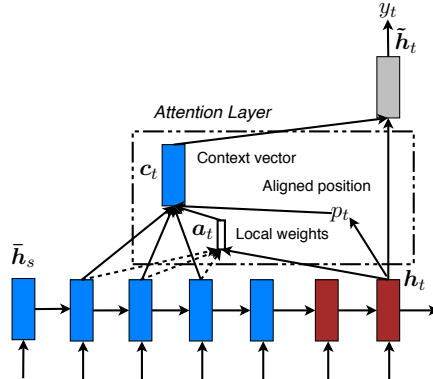 y_t
h̃_t
Attention Layer
c_t
Context vector
Aligned position
a_t
p_t
Local weights
h̄_s
h_t